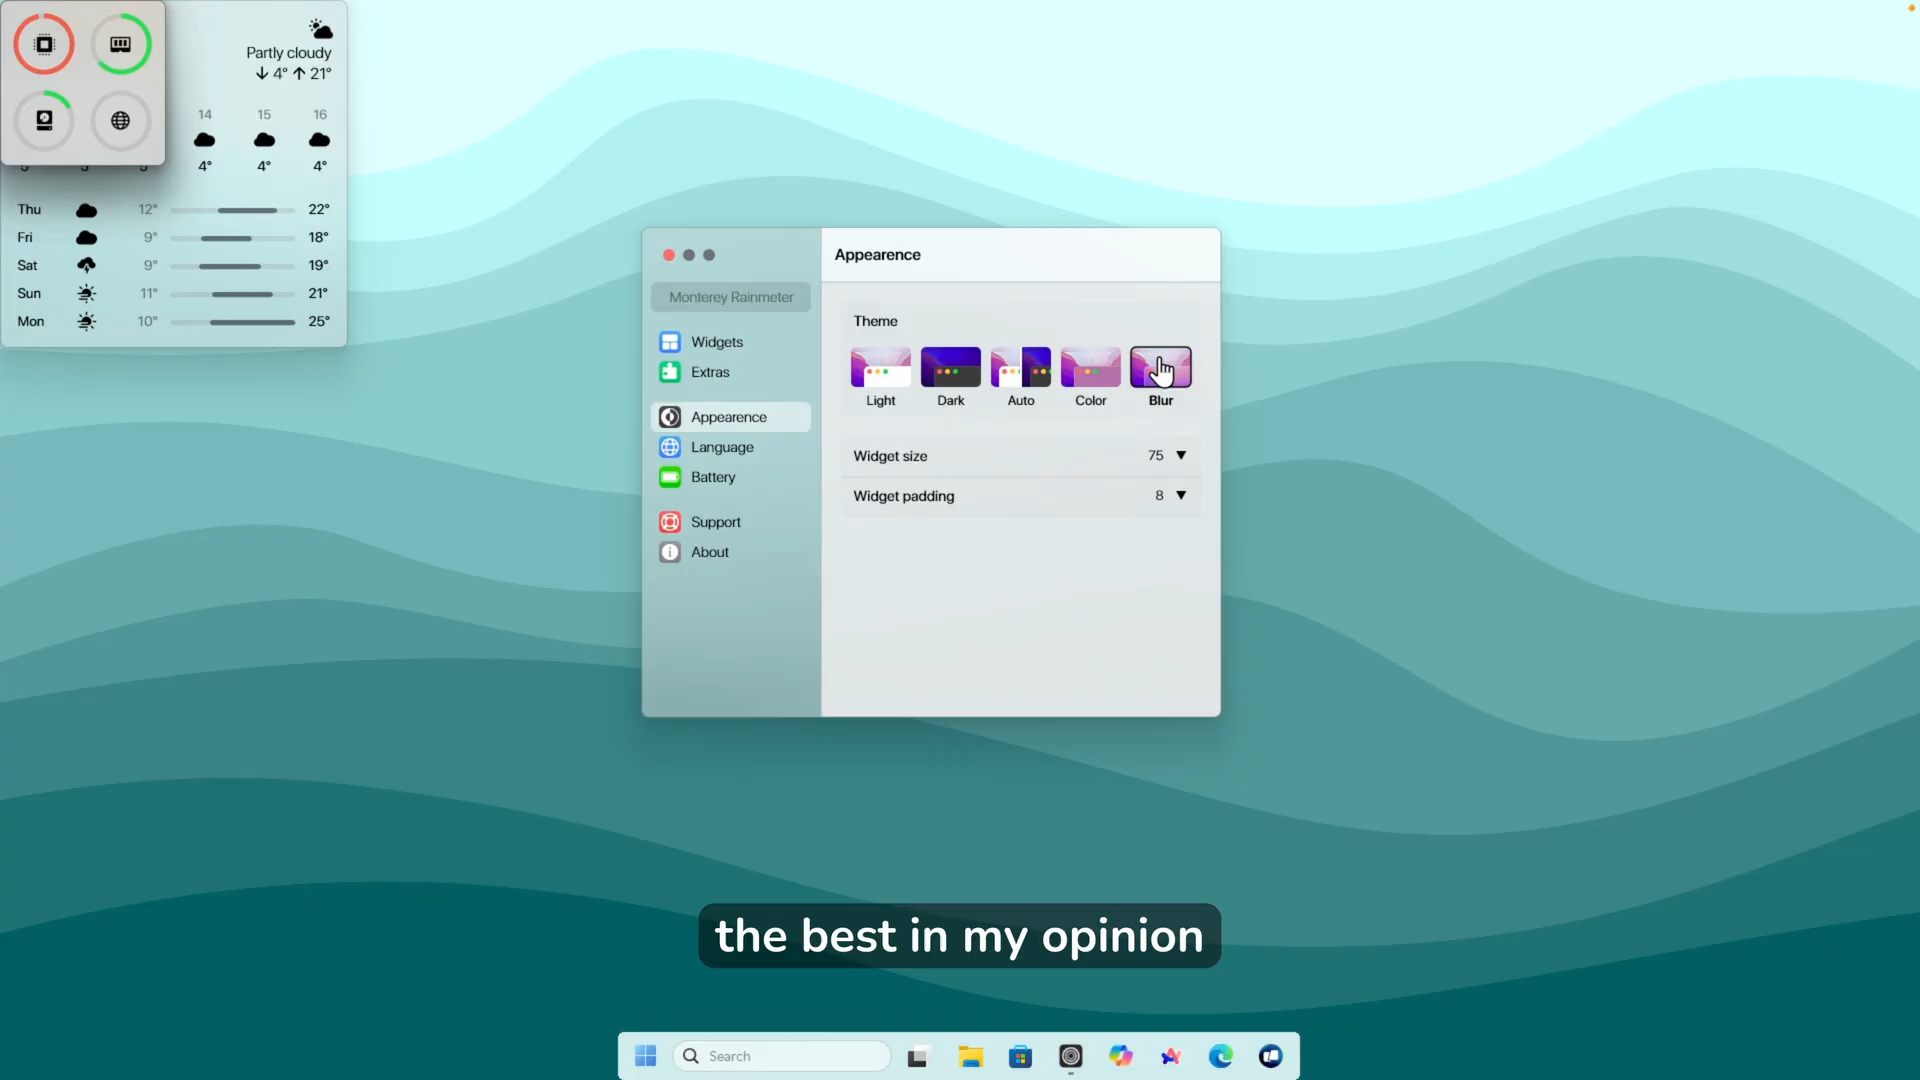 Partly cloudy
↓ 4° ↑ 21°
14 15 16
4° 4° 4°
Thu 12° 22°
Fri 9° 18°
Sat 9° 19°
Sun 11° 21°
Mon 10° 25°
Monterey Rainmeter
Widgets
Extras
Appearence
Language
Battery
Support
About
Appearence
Theme
Light Dark Auto Color Blur
Widget size 75 ▼
Widget padding 8 ▼
the best in my opinion
Search